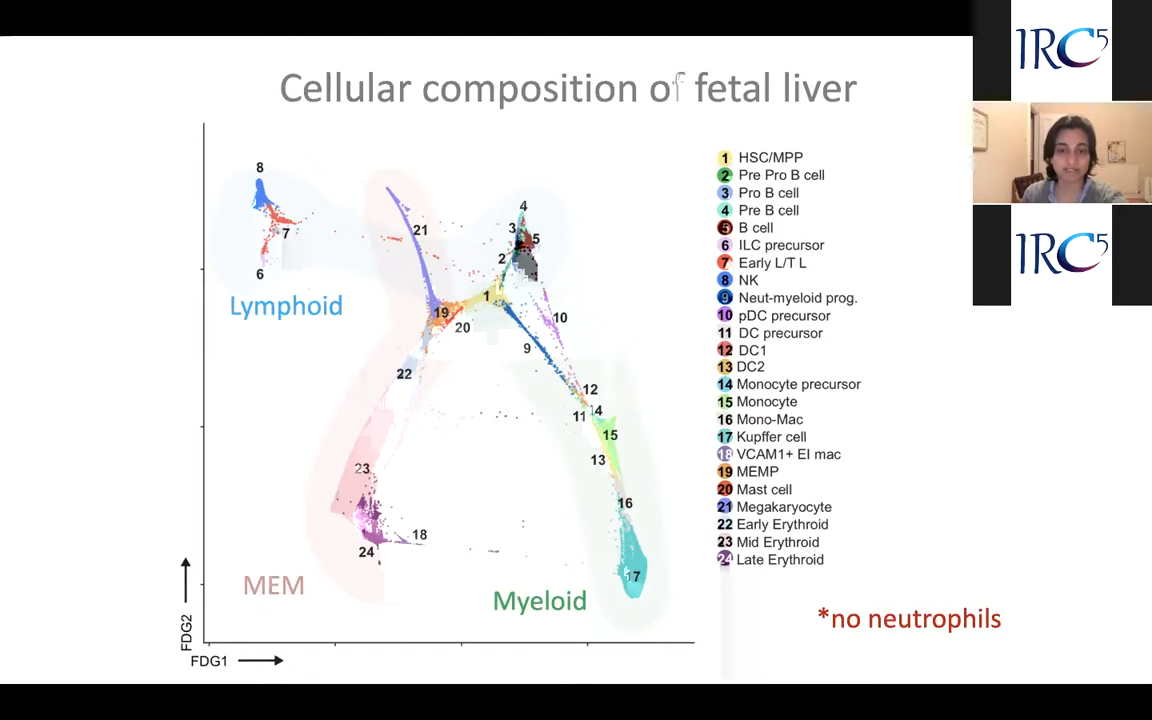 IRC5
Cellular composition of fetal liver
8
7
6
Lymphoid
21
19
20
22
23
24
18
MEM
4
3
5
2
1
10
9
12
11
14
15
13
16
17
Myeloid
1 HSC/MPP
2 Pre Pro B cell
3 Pro B cell
4 Pre B cell
5 B cell
6 ILC precursor
7 Early L/T L
8 NK
9 Neut-myeloid prog.
10 pDC precursor
11 DC precursor
12 DC1
13 DC2
14 Monocyte precursor
15 Monocyte
16 Mono-Mac
17 Kupffer cell
18 VCAM1+ EI mac
19 MEMP
20 Mast cell
21 Megakaryocyte
22 Early Erythroid
23 Mid Erythroid
24 Late Erythroid
*no neutrophils
FDG2
FDG1
IRC5